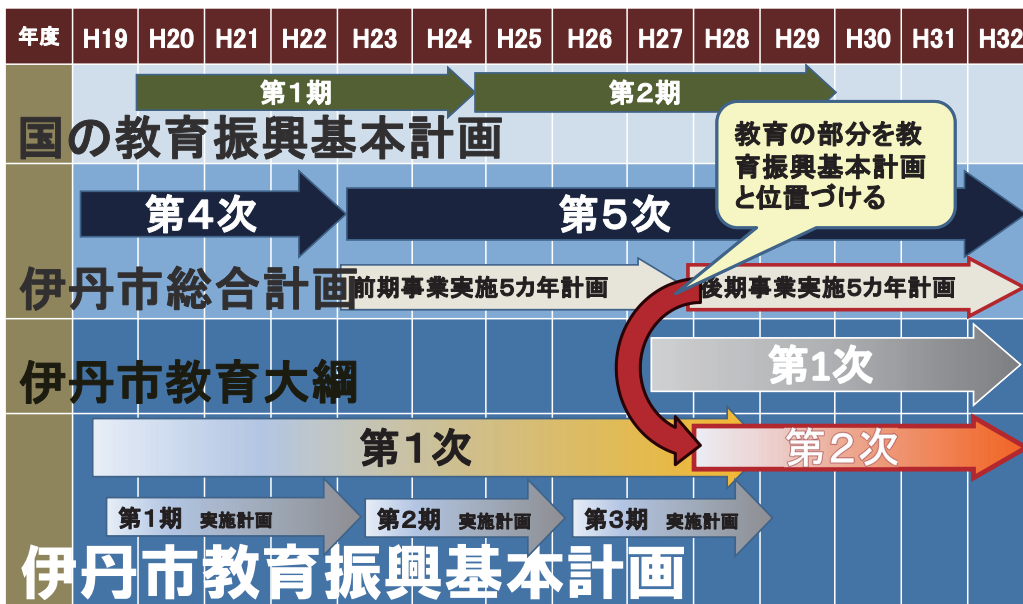 年度 H19 H20 H21 H22 H23 H24 H25 H26 H27 H28 H29 H30 H31 H32
第1期 第2期
国の教育振興基本計画
教育の部分を教
育振興基本計画
と位置づける
第4次 第5次
伊丹市総合計画
前期事業実施5カ年計画 後期事業実施5カ年計画
第1次
伊丹市教育大綱
第1次 第2次
第1期 実施計画 第2期 実施計画 第3期 実施計画
伊丹市教育振興基本計画